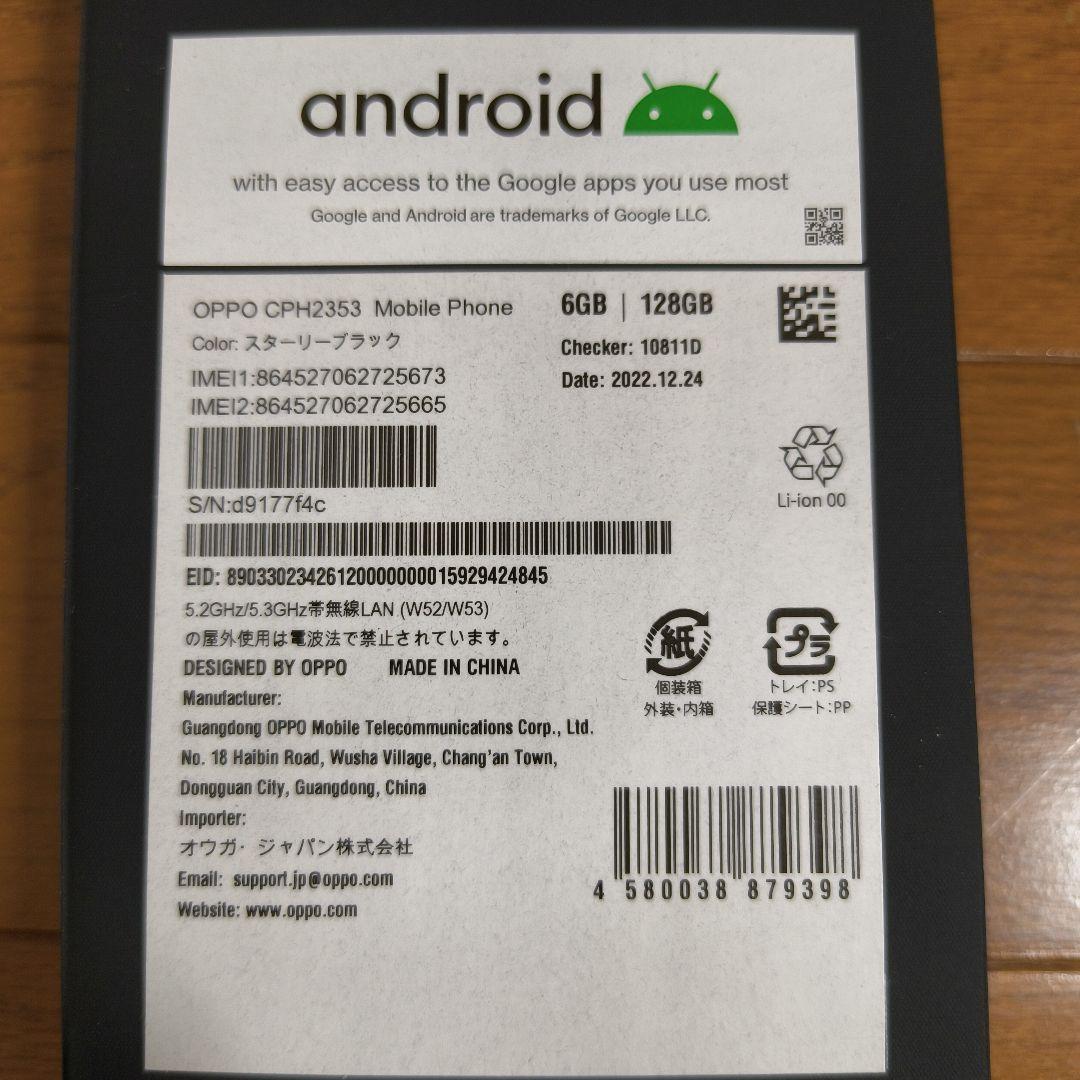 android
with easy access to the Google apps you use most
Google and Android are trademarks of Google LLC.
OPPO CPH2353 Mobile Phone
6GB | 128GB
Color: スターリーブラック
Checker: 10811D
IMEI1:864527062725673
Date: 2022.12.24
IMEI2:864527062725665
Li-ion 00
S/N:d9177f4c
EID: 89033023426120000000015929424845
5.2GHz/5.3GHz帯無線LAN (W52/W53)
の屋外使用は電波法で禁止されています。
紙
個装箱
外装・内箱
プラ
トレイ:PS
保護シート:PP
DESIGNED BY OPPO MADE IN CHINA
Manufacturer:
Guangdong OPPO Mobile Telecommunications Corp., Ltd.
No. 18 Haibin Road, Wusha Village, Chang'an Town,
Dongguan City, Guangdong, China
Importer:
オウガ・ジャパン株式会社
Email: support.jp@oppo.com
Website: www.oppo.com
4 580038 879398